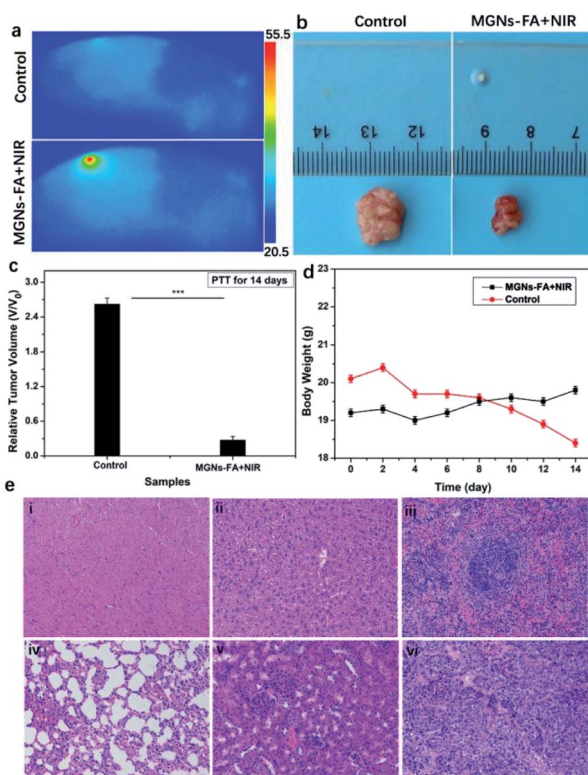 a
b
Control
MGNs-FA+NIR
55.5
20.5
Control
MGNs-FA+NIR
14
13
12
9
8
7
c
PTT for 14 days
***
Relative Tumor Volume (V/V₀)
3.0
2.4
1.8
1.2
0.6
0.0
Control
MGNs-FA+NIR
Samples
d
MGNs-FA+NIR
Control
Body Weight (g)
22
21
20
19
18
0
2
4
6
8
10
12
14
Time (day)
e
i
ii
iii
iv
v
vi